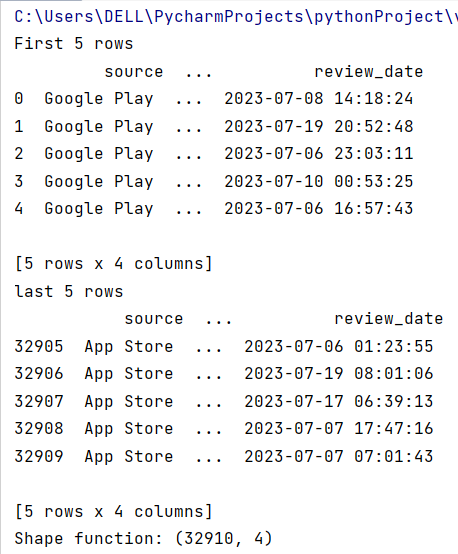 C:\Users\DELL\PycharmProjects\pythonProject\
First 5 rows
source ... review_date
0 Google Play ... 2023-07-08 14:18:24
1 Google Play ... 2023-07-19 20:52:48
2 Google Play ... 2023-07-06 23:03:11
3 Google Play ... 2023-07-10 00:53:25
4 Google Play ... 2023-07-06 16:57:43
[5 rows x 4 columns]
last 5 rows
source ... review_date
32905 App Store ... 2023-07-06 01:23:55
32906 App Store ... 2023-07-19 08:01:06
32907 App Store ... 2023-07-17 06:39:13
32908 App Store ... 2023-07-07 17:47:16
32909 App Store ... 2023-07-07 07:01:43
[5 rows x 4 columns]
Shape function: (32910, 4)